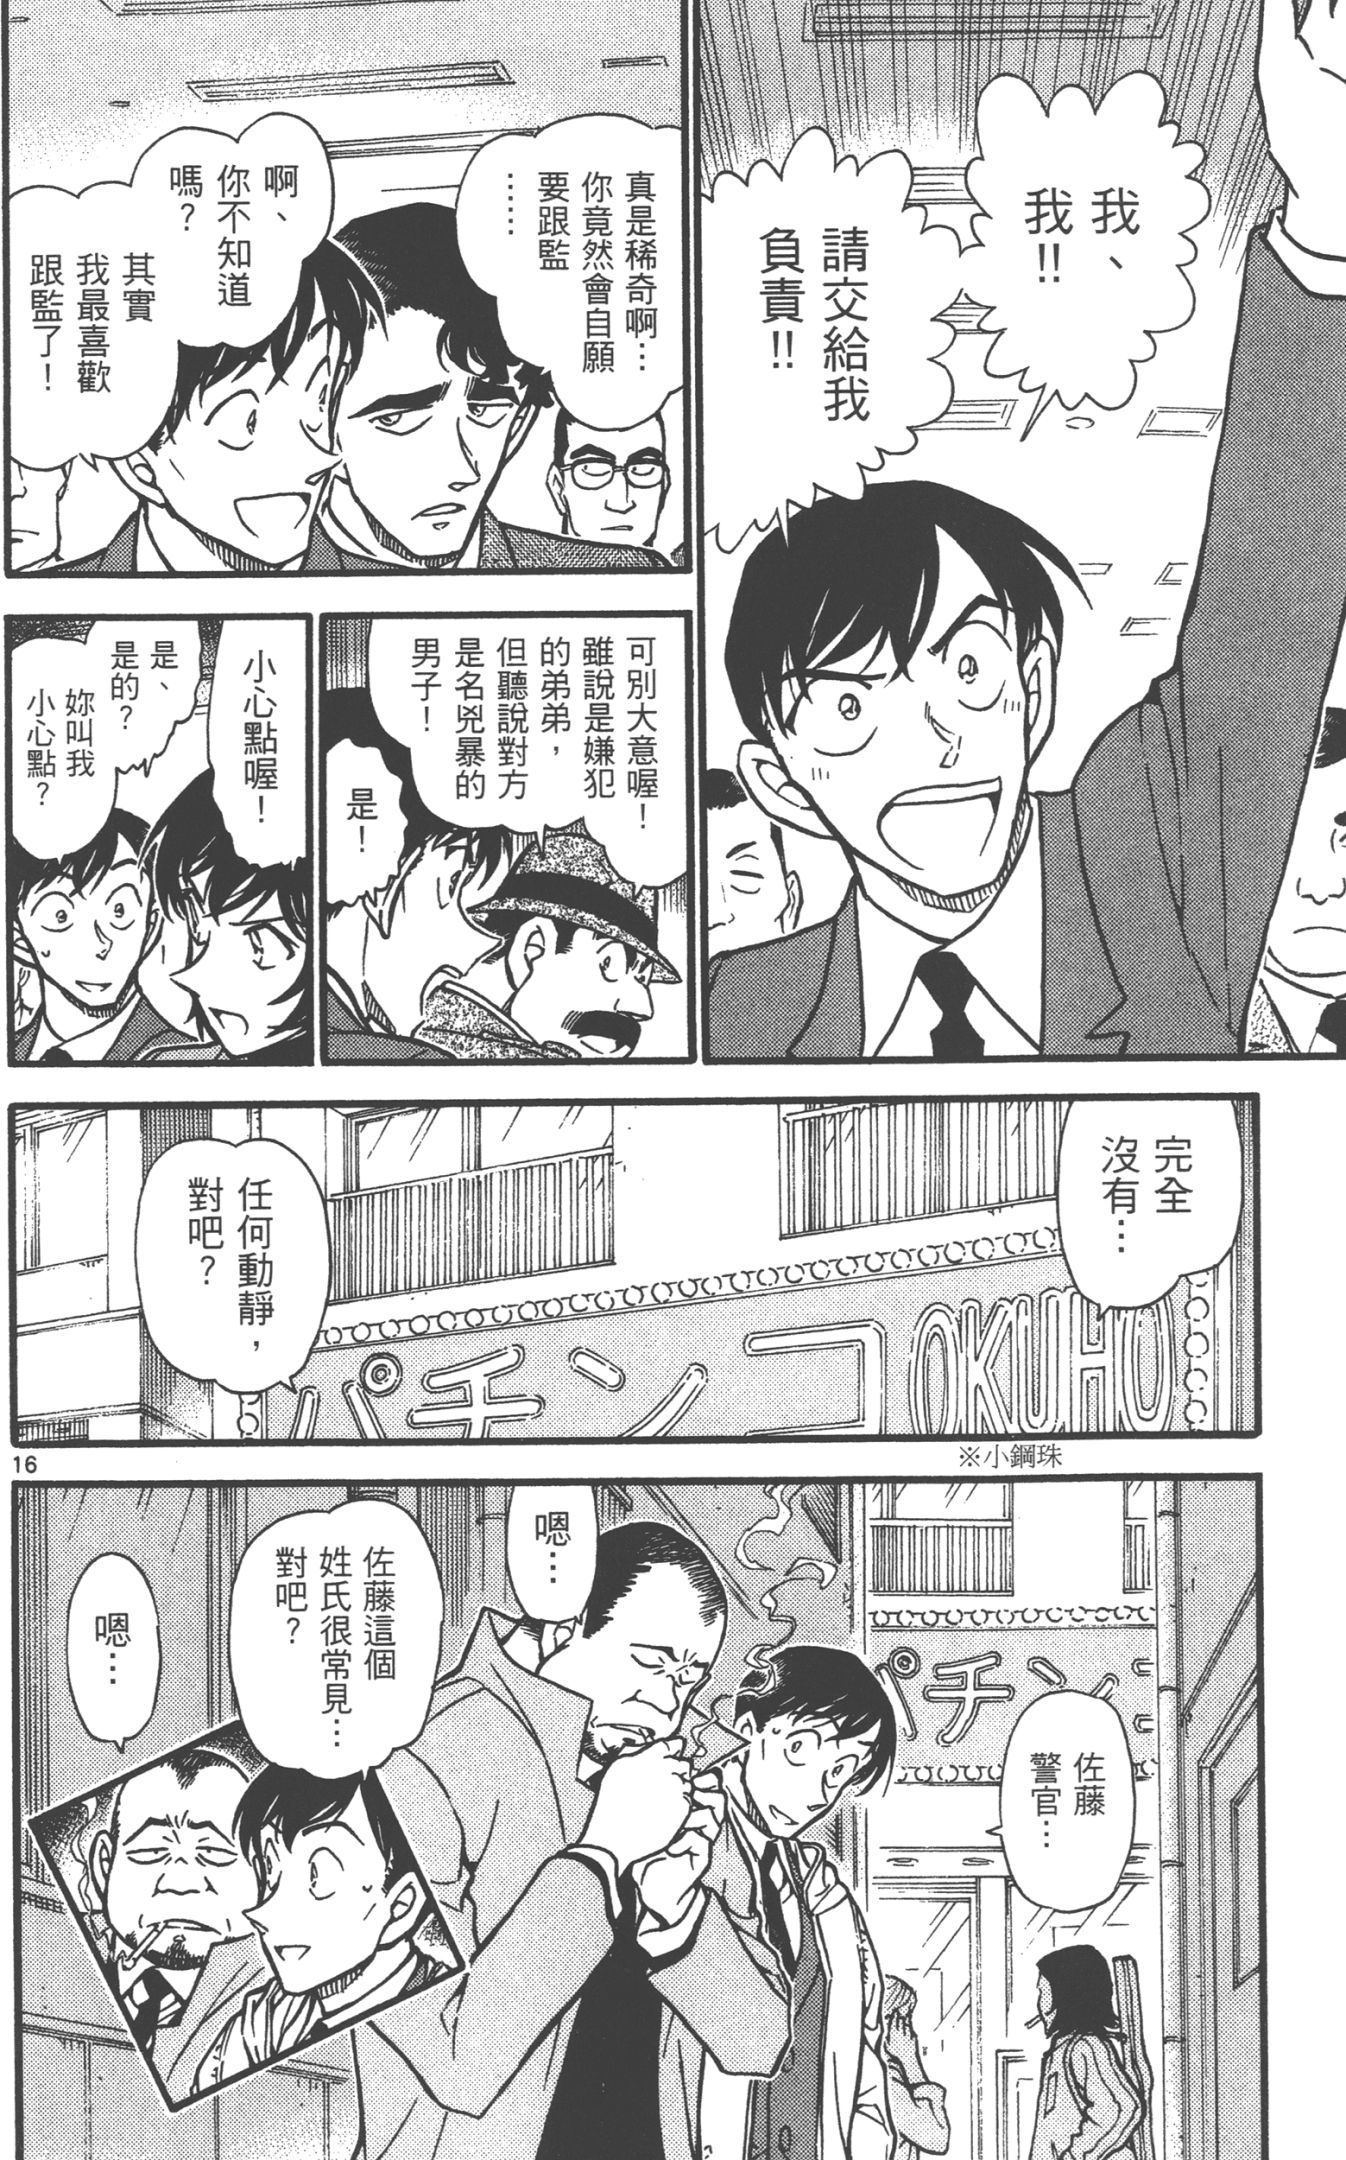 我、
我!!
請交給我
負責!!
真是稀奇啊…
你竟然會自願
要跟監
……
啊、
你不知道
嗎？
其實
我最喜歡
跟監了！
可別大意喔！
雖說是嫌犯
的弟弟，
但聽說對方
是名兇暴的
男子！
是！
小心點喔！
是、
是的？
妳叫我
小心點？
完全
沒有…
任何動靜，
對吧？
パチンコ OKUHO
※小鋼珠
16
佐藤
警官…
パチンコ
嗯…
佐藤這個
姓氏很常見…
對吧？
嗯…